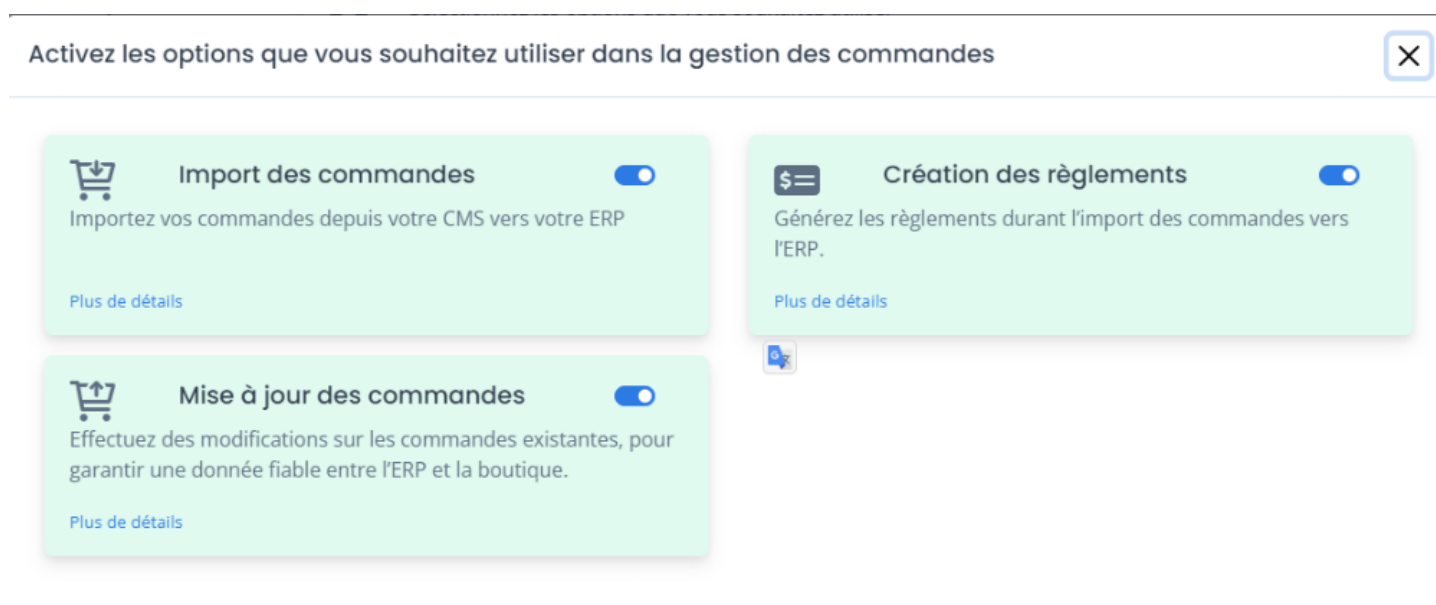 Activez les options que vous souhaitez utiliser dans la gestion des commandes
Import des commandes
Importez vos commandes depuis votre CMS vers votre ERP
Plus de détails
Création des règlements
Générez les règlements durant l'import des commandes vers
l'ERP.
Plus de détails
Mise à jour des commandes
Effectuez des modifications sur les commandes existantes, pour
garantir une donnée fiable entre l'ERP et la boutique.
Plus de détails